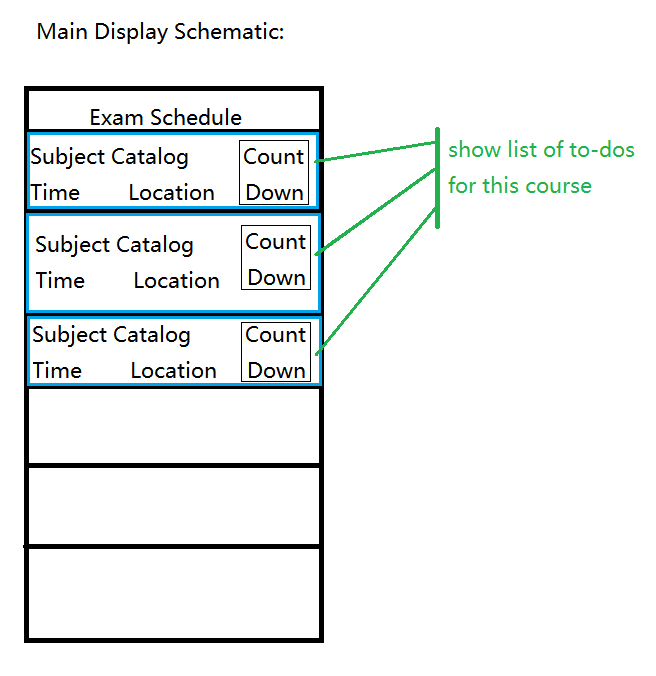 Main Display Schematic:
Exam Schedule
Subject Catalog
Count
Time Location
Down
show list of to-dos
for this course
Subject Catalog
Count
Time Location
Down
Subject Catalog
Count
Time Location
Down